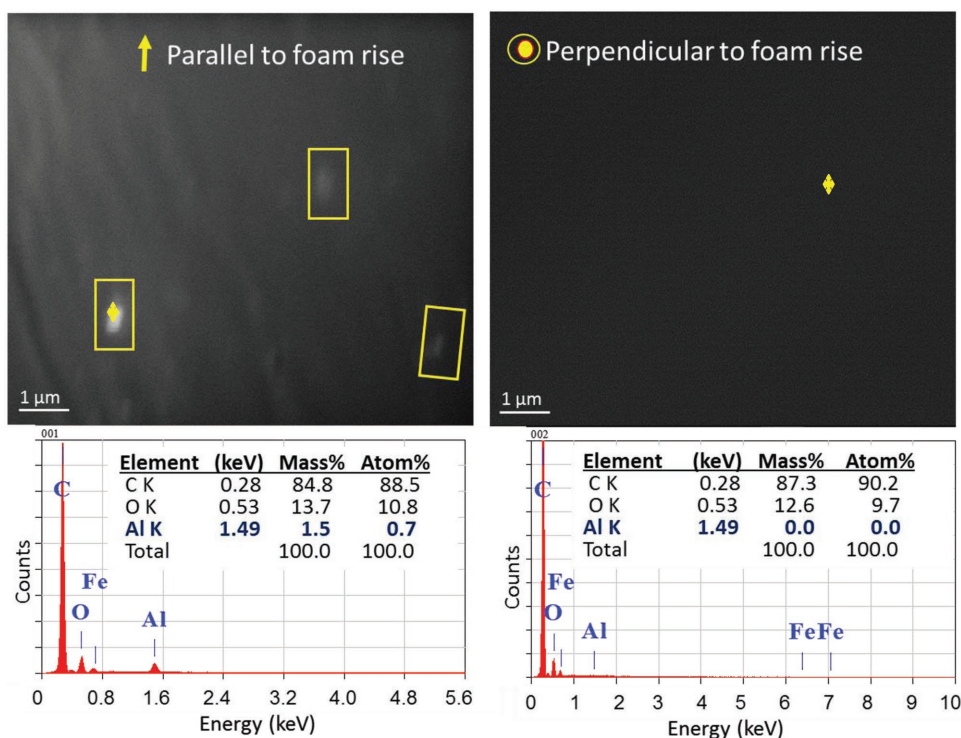 Parallel to foam rise
1 µm
Perpendicular to foam rise
001
Element (keV) Mass% Atom%
C K 0.28 84.8 88.5
O K 0.53 13.7 10.8
Al K 1.49 1.5 0.7
Total 100.0 100.0
C
Fe
O
Al
Counts
0 0.8 1.6 2.4 3.2 4.0 4.8 5.6
Energy (keV)
1 µm
002
Element (keV) Mass% Atom%
C K 0.28 87.3 90.2
O K 0.53 12.6 9.7
Al K 1.49 0.0 0.0
Total 100.0 100.0
C
Fe
O
Al
Fe Fe
Counts
0 1 2 3 4 5 6 7 8 9 10
Energy (keV)